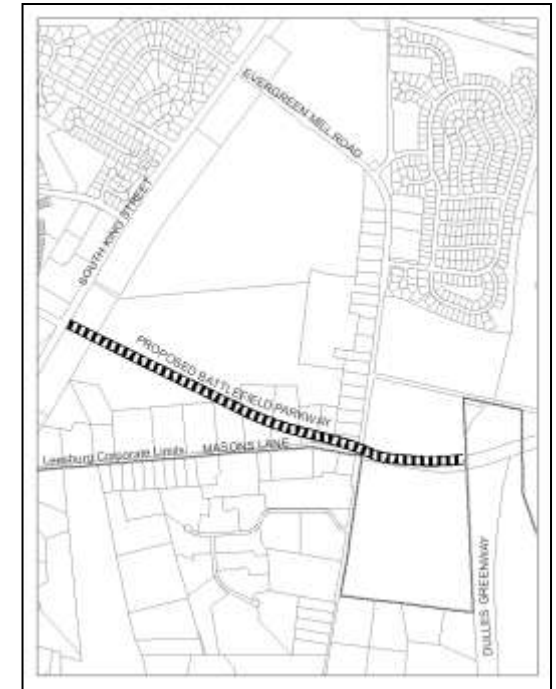 EVERGREEN MILL ROAD
SOUTH KING STREET
PROPOSED BATTLEFIELD PARKWAY
Leesburg Corporate Limits
MASONS LANE
DULLES GREENWAY